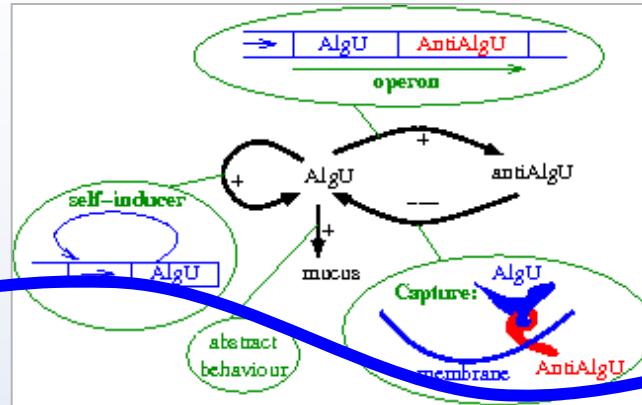 AlgU AntiAlgU
operon
+
+ AlgU antiAlgU
self-inducer
—
+
AlgU
mucus
AlgU
Capture:
abstract
behaviour
membrane AntiAlgU